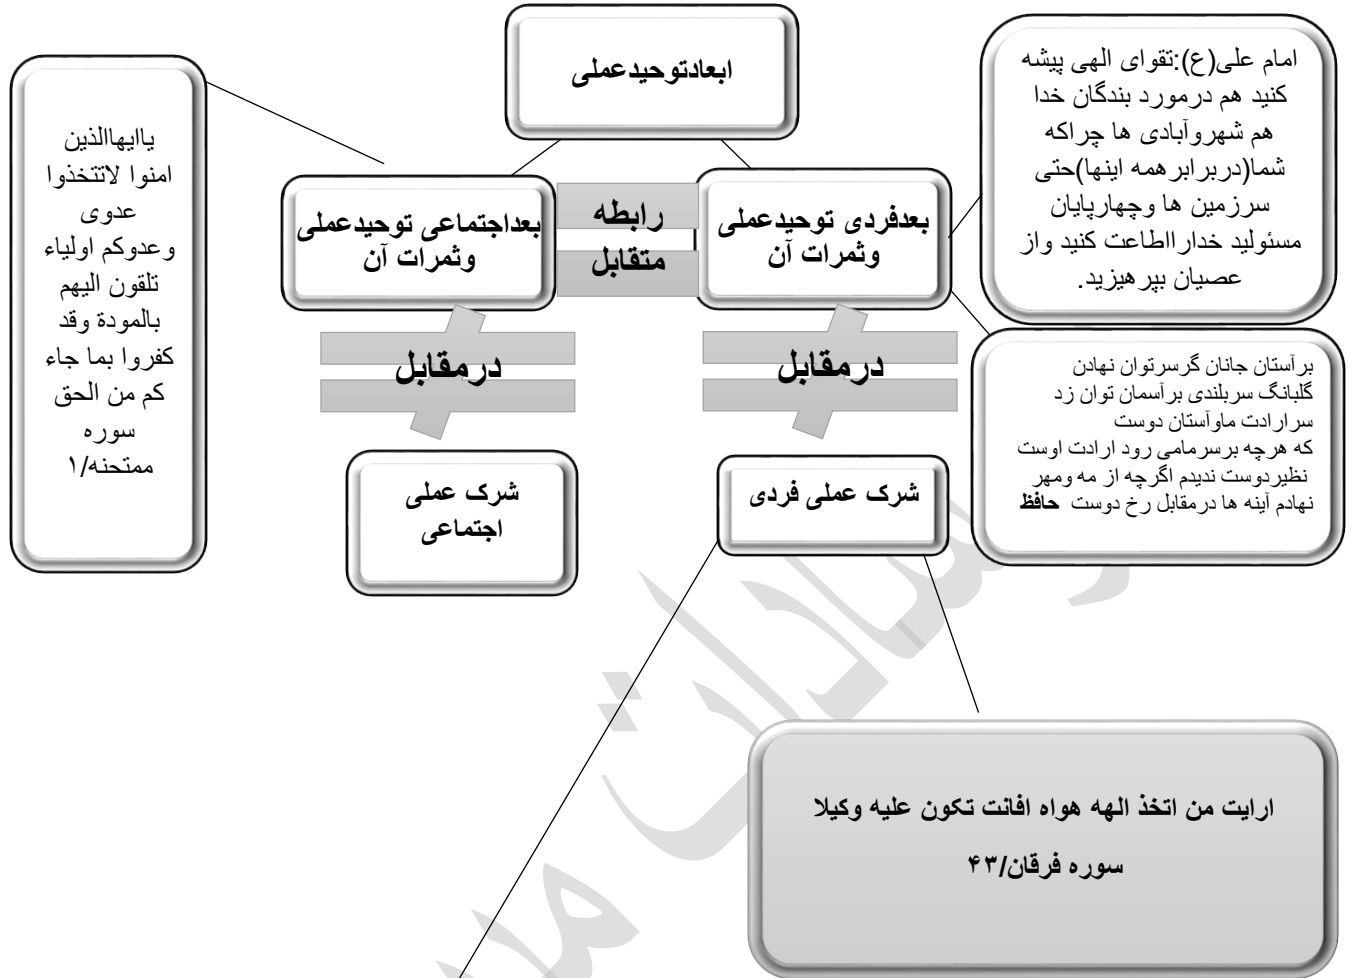 ابعادتوحیدعملی
امام علی(ع):تقوای الهی پیشه
کنید هم درمورد بندگان خدا
هم شهروآبادی ها چراکه
شما(دربرابرهمه اینها)حتی
سرزمین ها وچهارپایان
مسئولید خدارااطاعت کنید واز
عصیان بپرهیزید.
بعدفردی توحیدعملی
وثمرات آن
رابطه
متقابل
بعداجتماعی توحیدعملی
وثمرات آن
یاایهاالذین
امنوا لاتتخذوا
عدوی
وعدوکم اولیاء
تلقون الیهم
بالمودة وقد
کفروا بما جاء
کم من الحق
سوره
ممتحنه/۱
برآستان جانان گرسرتوان نهادن
گلبانگ سربلندی برآسمان توان زد
سرارادت ماوآستان دوست
که هرچه برسرمامی رود ارادت اوست
نظیردوست ندیدم اگرچه از مه ومهر
نهادم آینه ها درمقابل رخ دوست حافظ
درمقابل
درمقابل
شرک عملی فردی
شرک عملی
اجتماعی
ارایت من اتخذ الهه هواه افانت تکون علیه وکیلا
سوره فرقان/۴۳